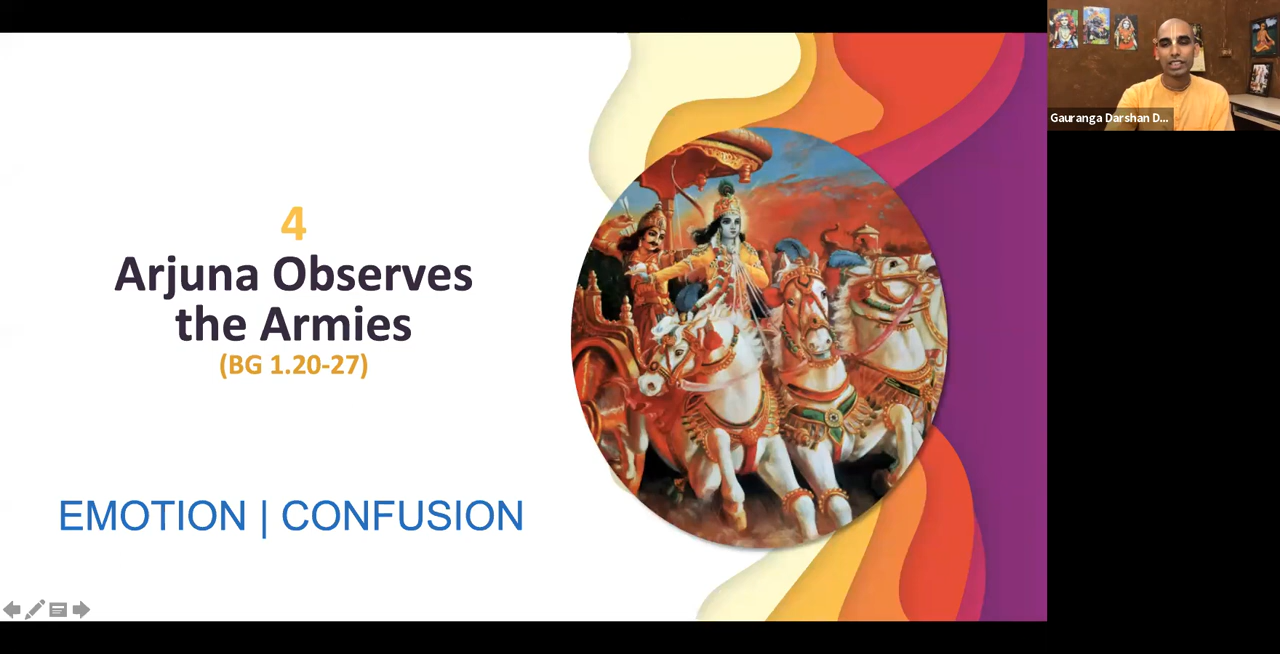 4
Arjuna Observes
the Armies
(BG 1.20-27)
EMOTION | CONFUSION
Gauranga Darshan D...